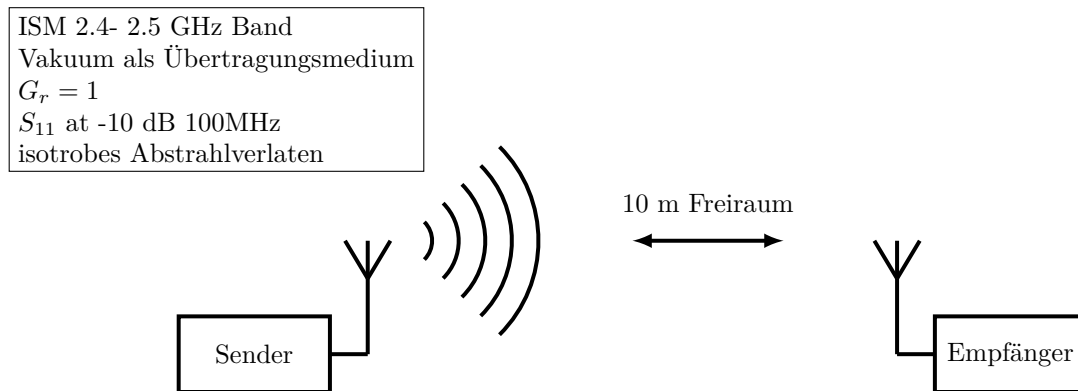 ISM 2.4- 2.5 GHz Band
Vakuum als Übertragungsmedium
G_r = 1
S_11 at -10 dB 100MHz
isotrobes Abstrahlverlaten
10 m Freiraum
Sender
Empfänger